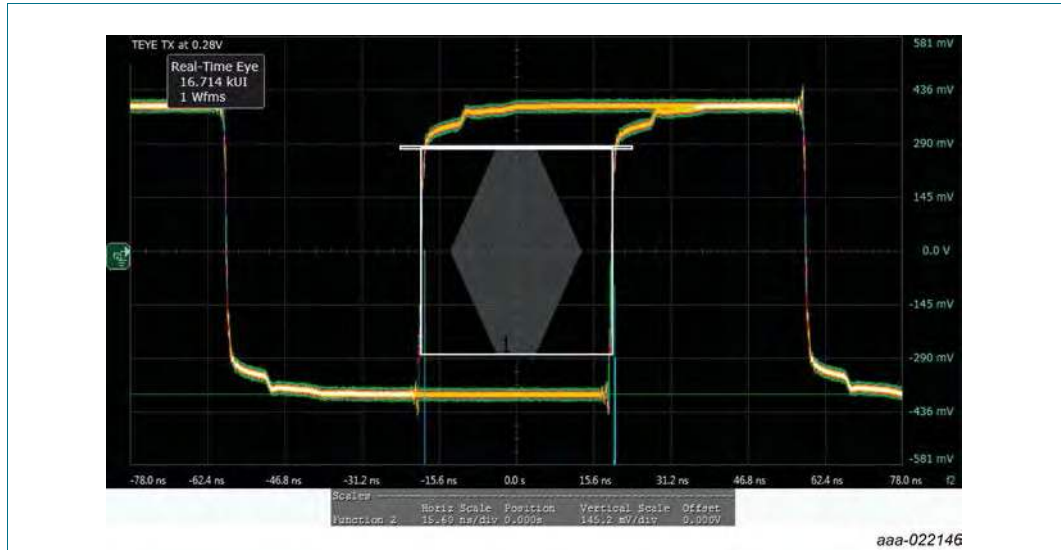 TEYE TX at 0.28V
Real-Time Eye
16.714 kUI
1 Wfms
581 mV
436 mV
290 mV
145 mV
0.0 V
-145 mV
-290 mV
-436 mV
-581 mV
1
-78.0 ns -62.4 ns -46.8 ns -31.2 ns -15.6 ns 0.0 s 15.6 ns 31.2 ns 46.8 ns 62.4 ns 78.0 ns f2
Scales
Horiz Scale Position Vertical Scale Offset
Function 2 15.60 ns/div 0.000s 145.2 mV/div 0.000V
aaa-022146